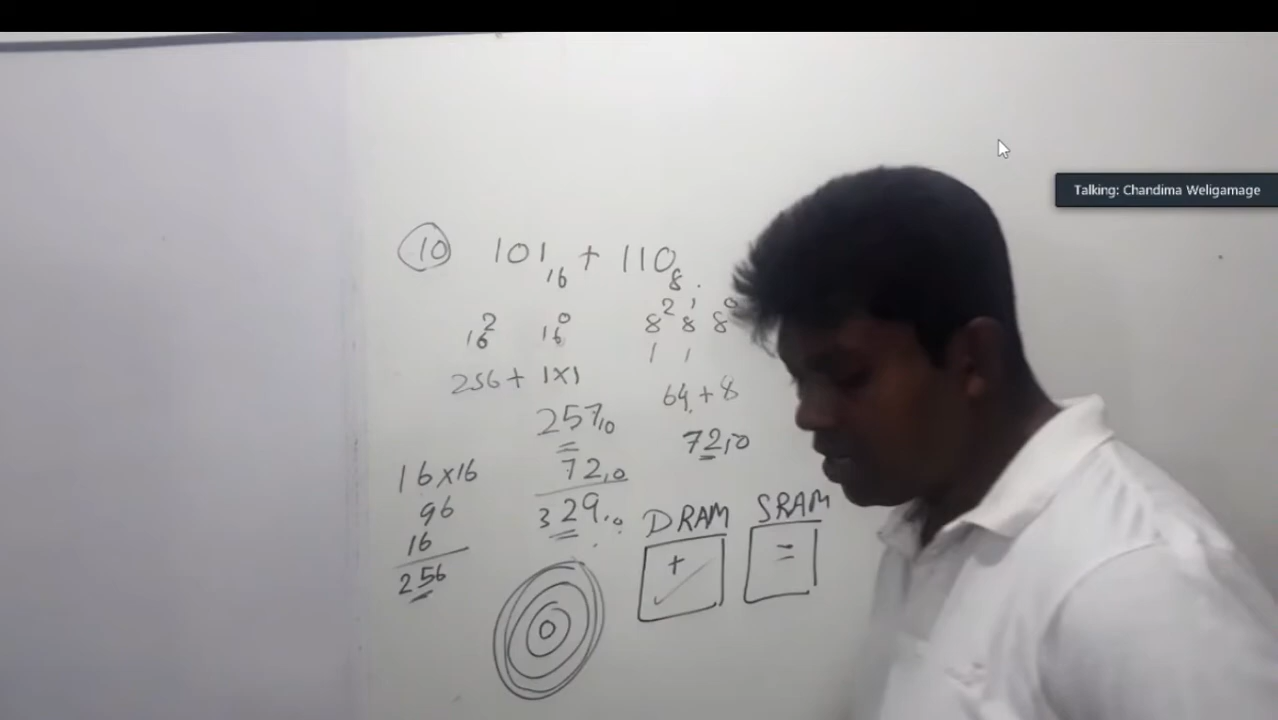 Talking: Chandima Weligamage
10 101₁₆ + 110₈
16² 16⁰
8² 8¹ 8⁰
1 1
256 + 1×1
64 + 8
257₁₀
72₁₀
16×16
96
16
256
72₁₀
329₁₀
DRAM
+
SRAM
=